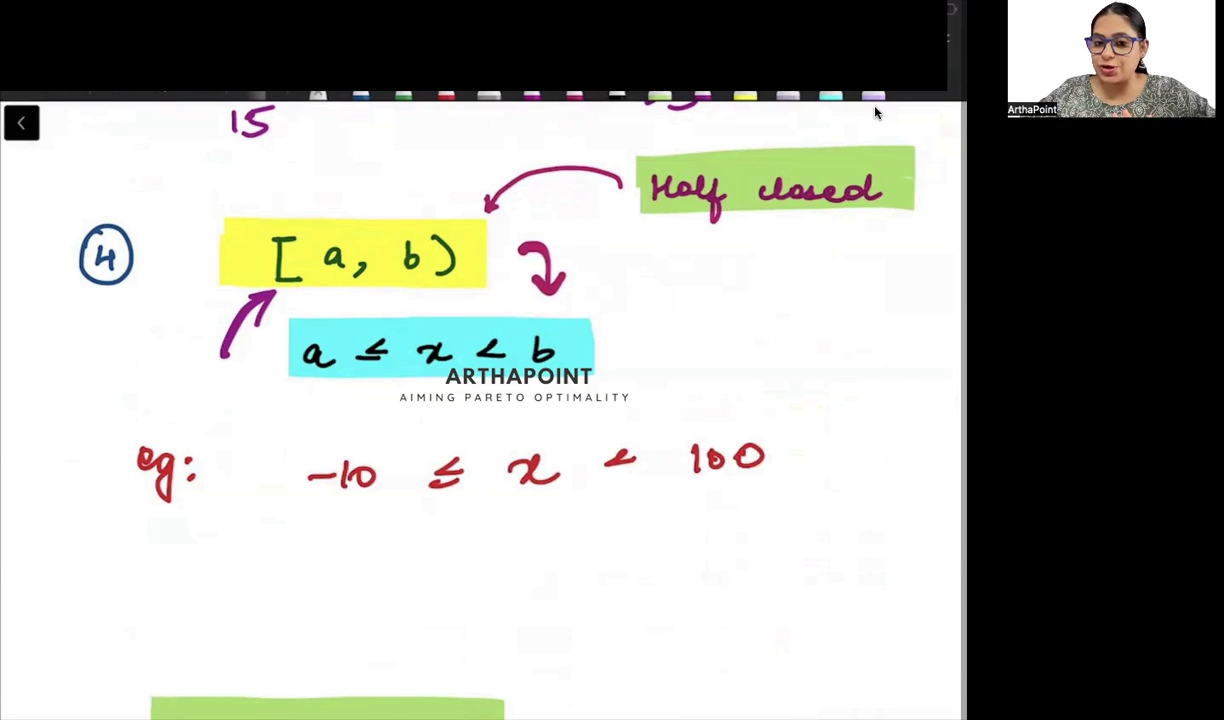 15
ArthaPoint
Half closed
4
[ a, b )
a ≤ x < b
ARTHAPOINT
AIMING PARETO OPTIMALITY
eg: -10 ≤ x < 100